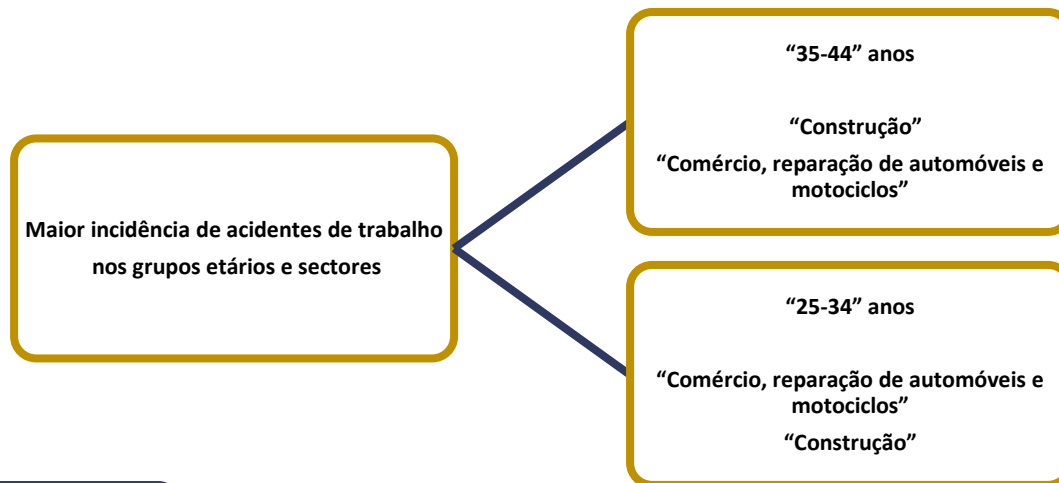 Maior incidência de acidentes de trabalho
nos grupos etários e sectores
“35-44” anos
“Construção”
“Comércio, reparação de automóveis e
motociclos”
“25-34” anos
“Comércio, reparação de automóveis e
motociclos”
“Construção”